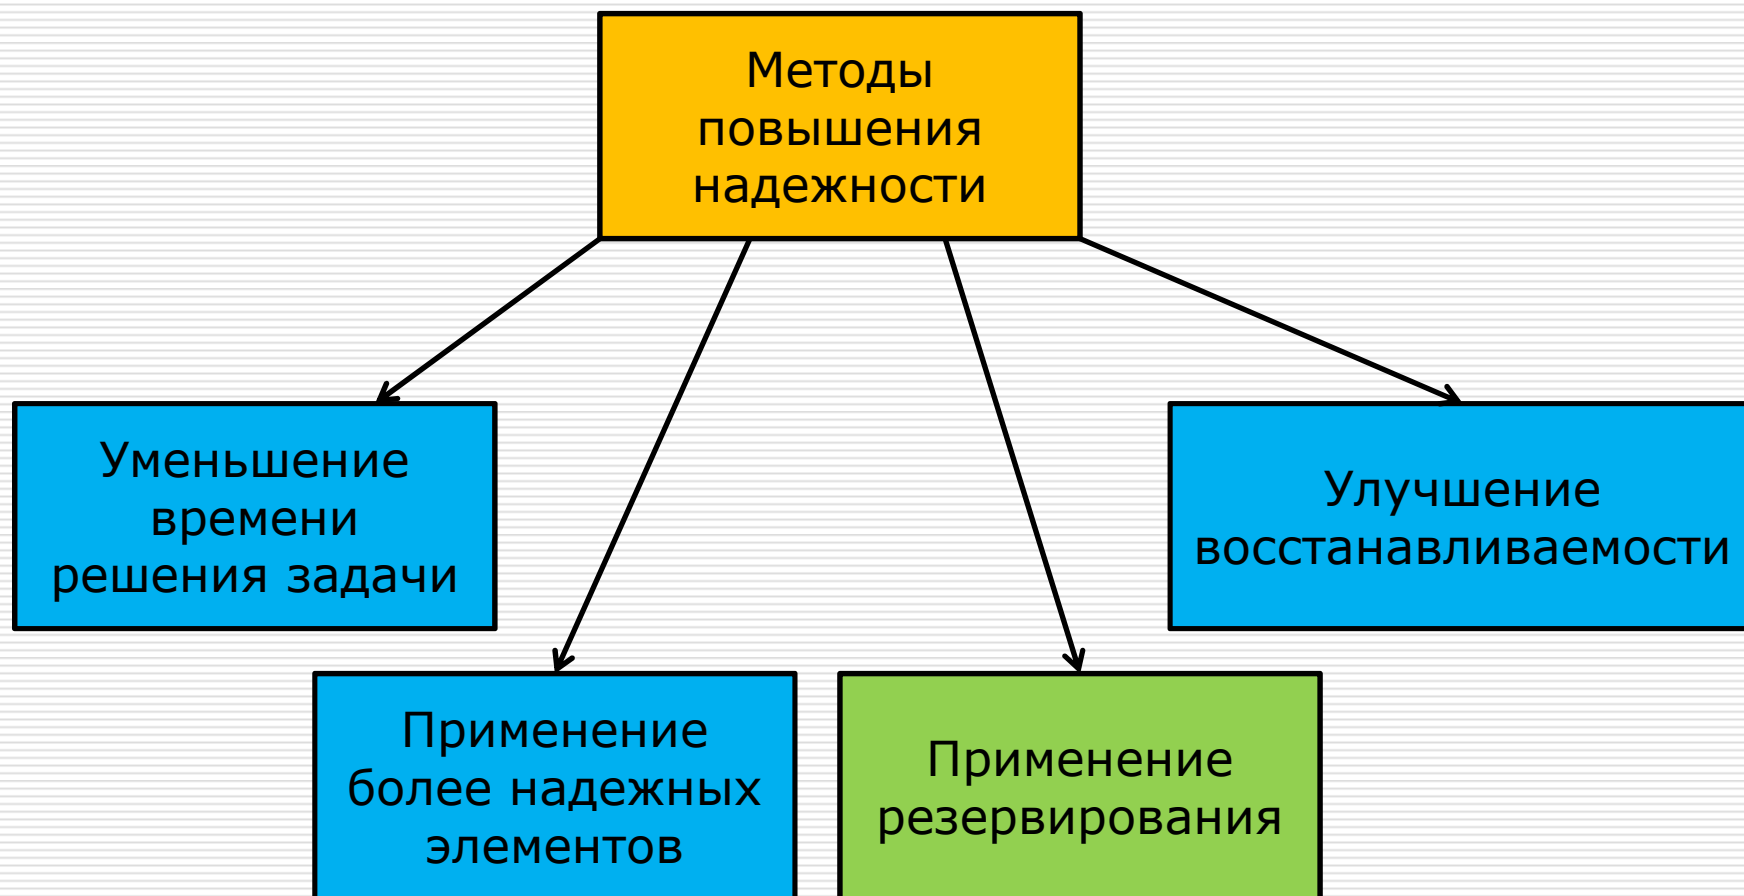 Методы
повышения
надежности
Уменьшение
времени
решения задачи
Улучшение
восстанавливаемости
Применение
более надежных
элементов
Применение
резервирования